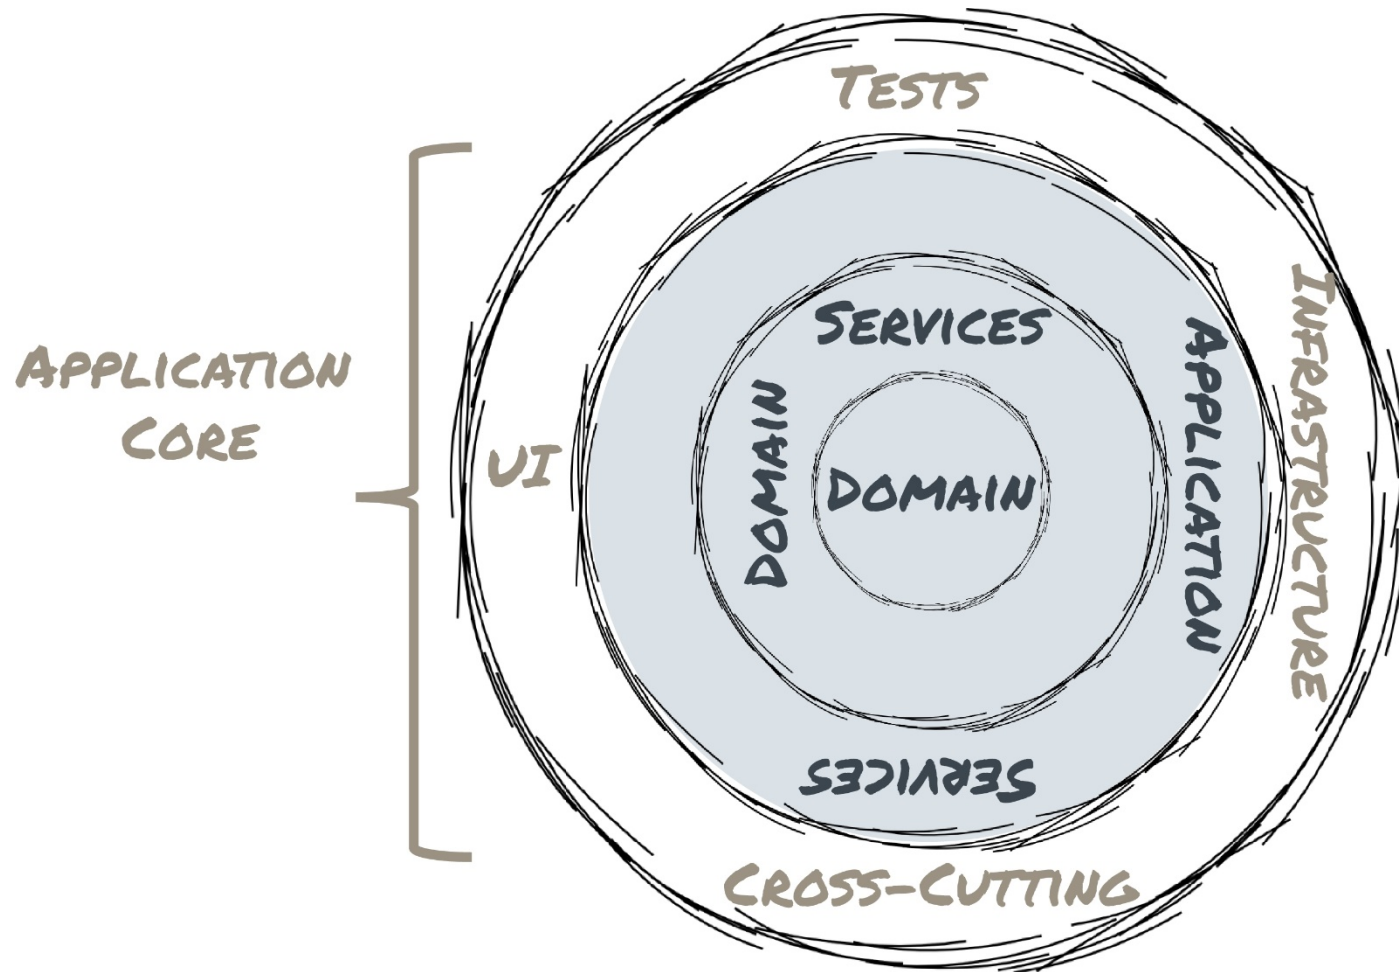 TESTS
INFRASTRUCTURE
SERVICES
APPLICATION
APPLICATION
CORE
DOMAIN
UI
DOMAIN
SERVICES
CROSS-CUTTING